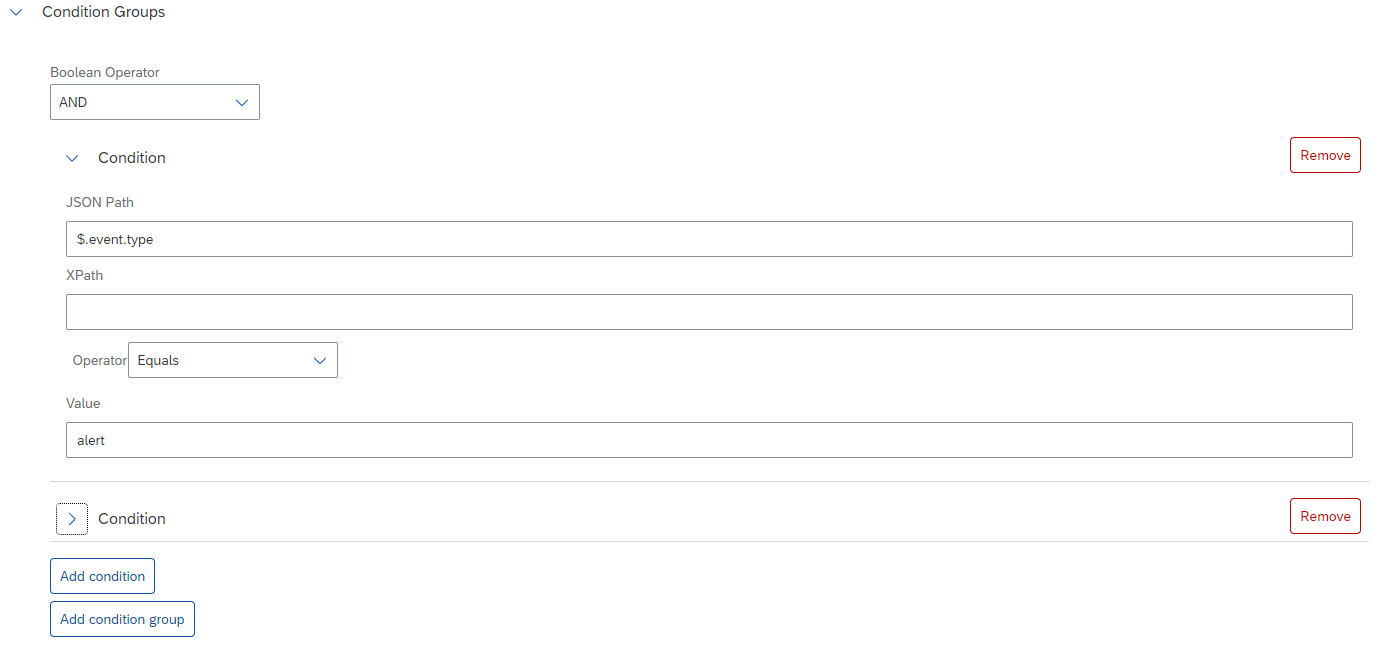 Condition Groups
Boolean Operator
AND
Condition
Remove
JSON Path
$.event.type
XPath
Operator Equals
Value
alert
Condition
Remove
Add condition
Add condition group